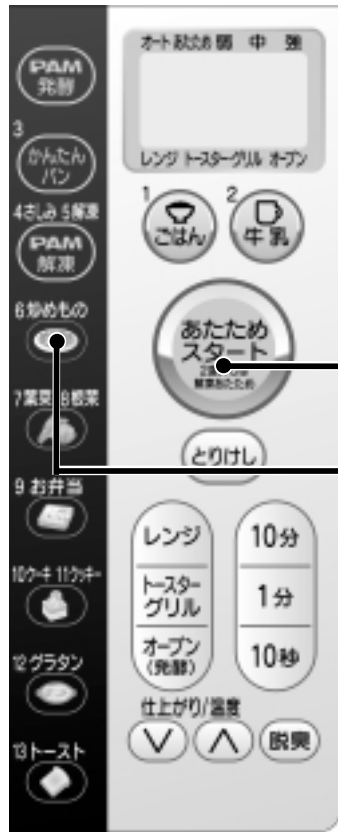 PAM
発酵
3
かんたん
パン
4さしみ 5解凍
PAM
解凍
6炒めもの
7葉果 8根菜
9 お弁当
10ケーキ 11クッキー
12グラタン
13トースト
オートあたため 弱 中 強
レンジ トースターグリル オーブン
1
ごはん
2
牛乳
あたため
スタート
とりけし
レンジ
トースター
グリル
オーブン
(発酵)
10分
1分
10秒
仕上がり/温度
脱臭